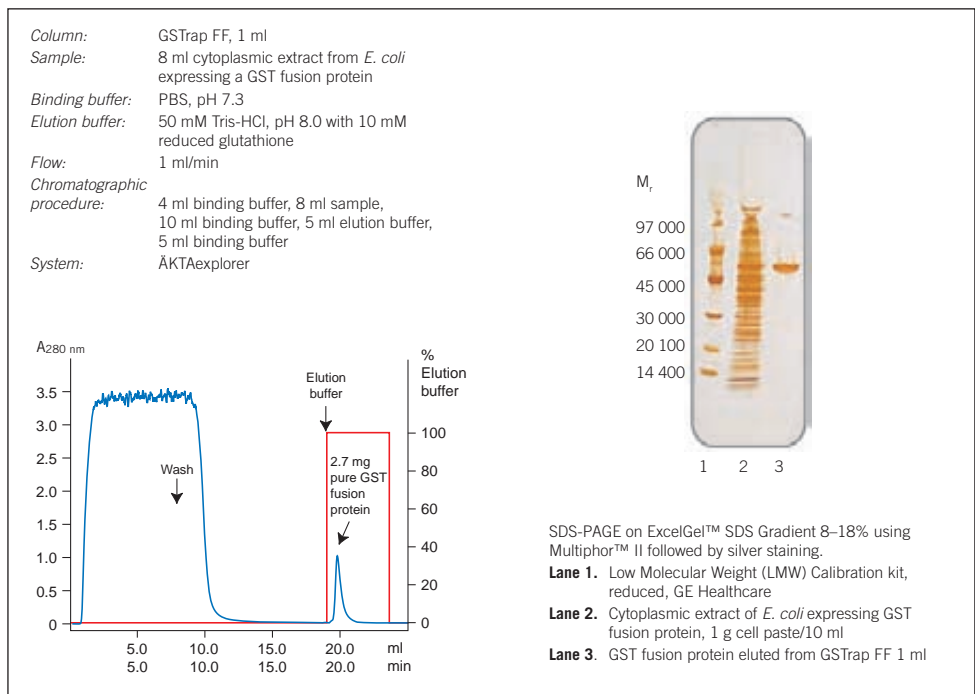 Column: GSTrap FF, 1 ml
Sample: 8 ml cytoplasmic extract from E. coli
expressing a GST fusion protein
Binding buffer: PBS, pH 7.3
Elution buffer: 50 mM Tris-HCl, pH 8.0 with 10 mM
reduced glutathione
Flow: 1 ml/min
Chromatographic
procedure: 4 ml binding buffer, 8 ml sample,
10 ml binding buffer, 5 ml elution buffer,
5 ml binding buffer
System: ÄKTAexplorer
A280 nm
3.5
3.0
2.5
2.0
1.5
1.0
0.5
0
Wash
Elution
buffer
2.7 mg
pure GST
fusion
protein
%
Elution
buffer
100
80
60
40
20
0
5.0 10.0 15.0 20.0 ml
5.0 10.0 15.0 20.0 min
Mr
97 000
66 000
45 000
30 000
20 100
14 400
1 2 3
SDS-PAGE on ExcelGel™ SDS Gradient 8–18% using
Multiphor™ II followed by silver staining.
Lane 1. Low Molecular Weight (LMW) Calibration kit,
reduced, GE Healthcare
Lane 2. Cytoplasmic extract of E. coli expressing GST
fusion protein, 1 g cell paste/10 ml
Lane 3. GST fusion protein eluted from GSTrap FF 1 ml